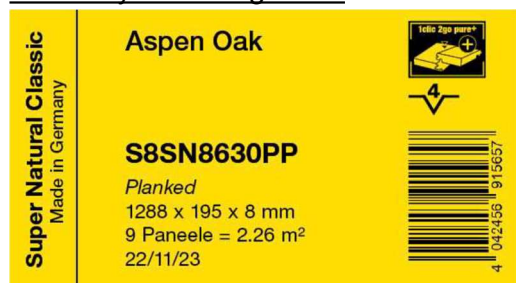 Super Natural Classic
Made in Germany
Aspen Oak
1clic 2go pure+
4
S8SN8630PP
Planked
1288 x 195 x 8 mm
9 Paneele = 2.26 m²
22/11/23
4 042456 915657